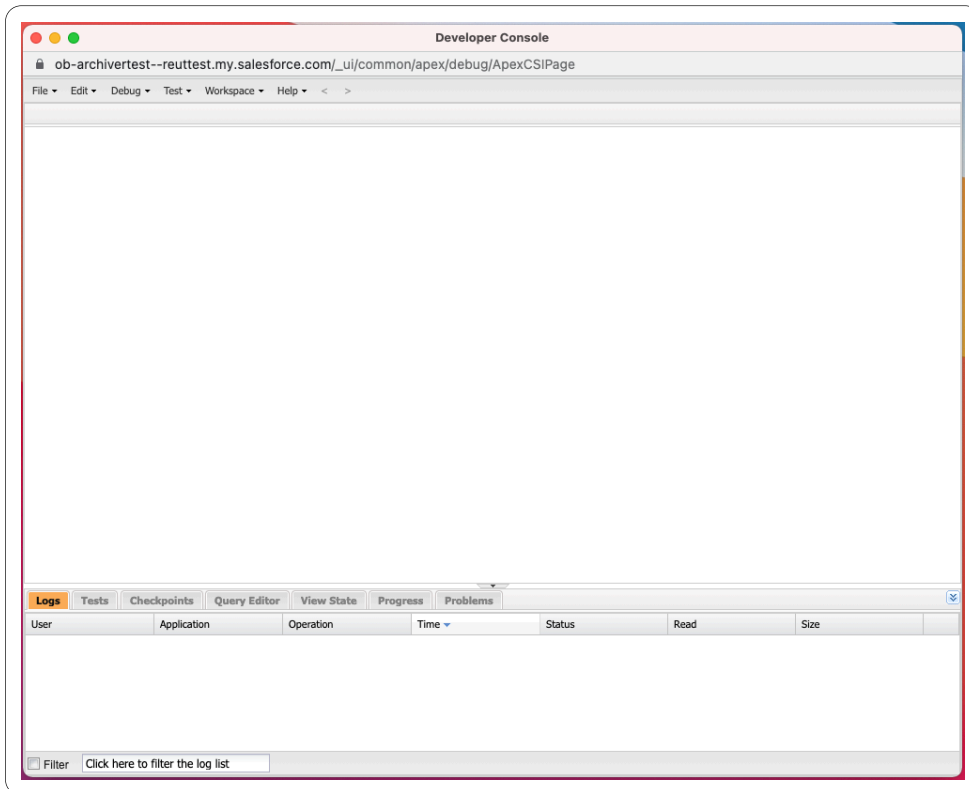 Developer Console
ob-archivertest--reuttest.my.salesforce.com/_ui/common/apex/debug/ApexCSIPage
File Edit Debug Test Workspace Help < >
Logs Tests Checkpoints Query Editor View State Progress Problems
User Application Operation Time Status Read Size
Filter Click here to filter the log list